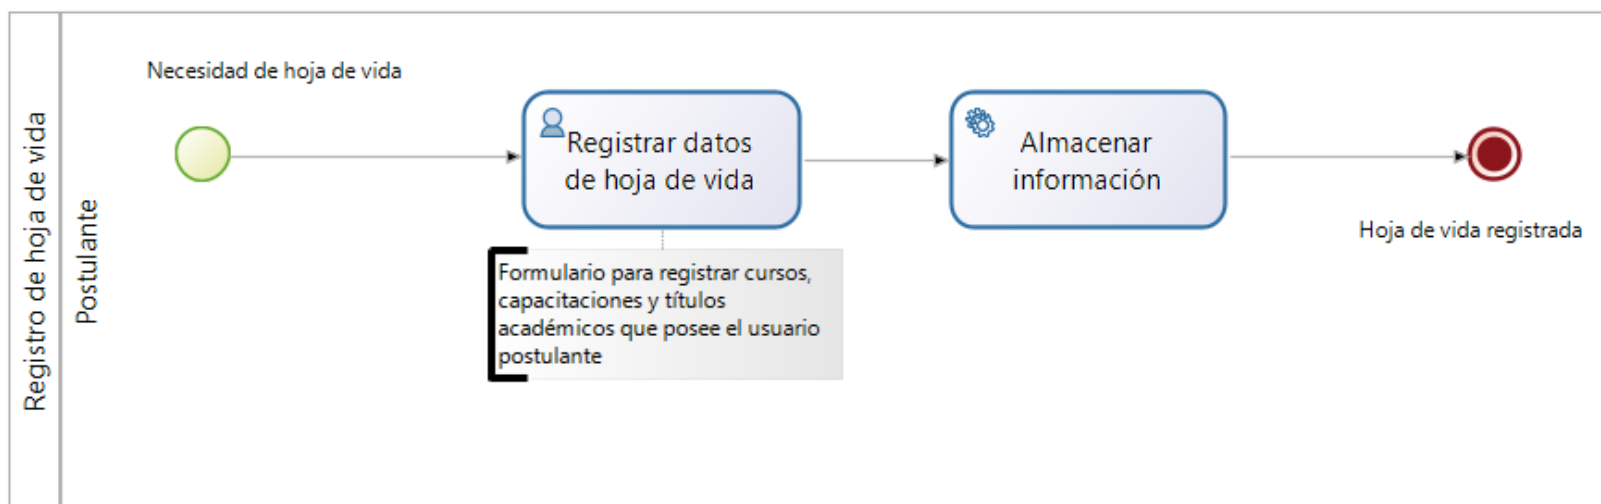 Registro de hoja de vida
Postulante
Necesidad de hoja de vida
Registrar datos
de hoja de vida
Almacenar
información
Hoja de vida registrada
Formulario para registrar cursos,
capacitaciones y títulos
académicos que posee el usuario
postulante